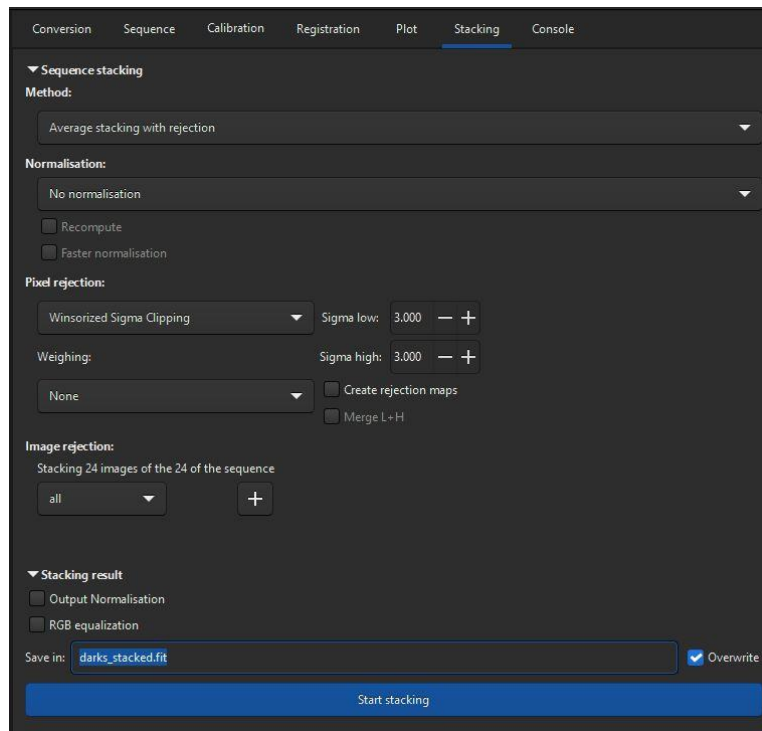 Conversion Sequence Calibration Registration Plot Stacking Console
Sequence stacking
Method:
Average stacking with rejection
Normalisation:
No normalisation
Recompute
Faster normalisation
Pixel rejection:
Winsorized Sigma Clipping Sigma low: 3.000 — +
Weighing: Sigma high: 3.000 — +
None Create rejection maps
Merge L+H
Image rejection:
Stacking 24 images of the 24 of the sequence
all +
Stacking result
Output Normalisation
RGB equalization
Save in: darks_stacked.fit Overwrite
Start stacking